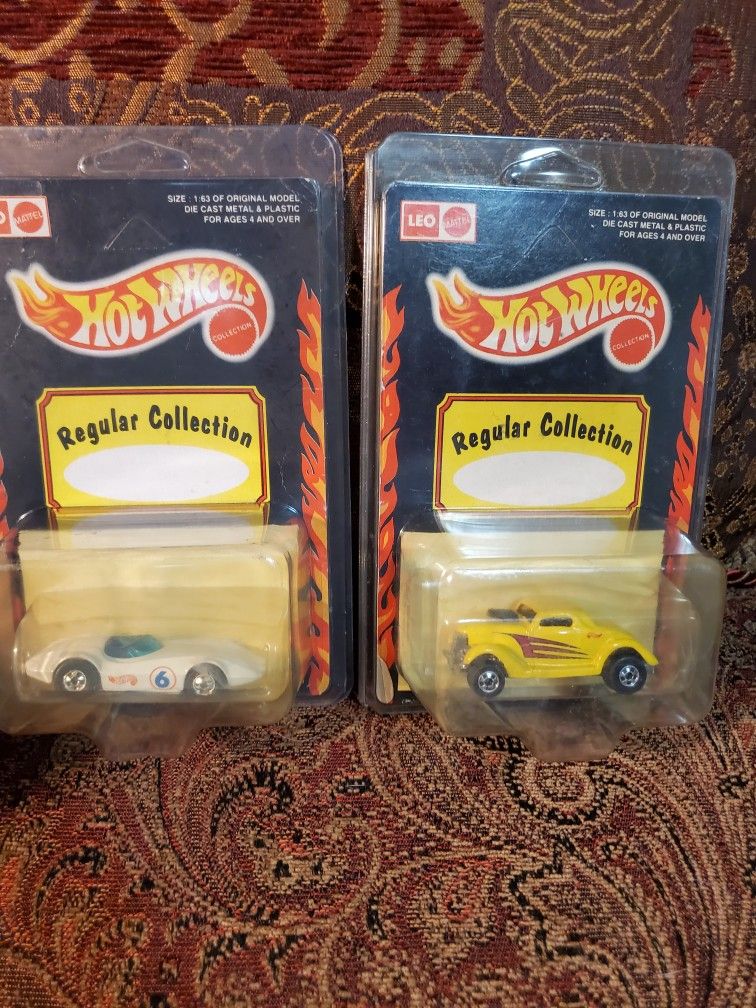 MATTEL
SIZE : 1:63 OF ORIGINAL MODEL
DIE CAST METAL & PLASTIC
FOR AGES 4 AND OVER
HOT WHEELS
COLLECTION
Regular Collection
6
LEO MATTEL
SIZE : 1:63 OF ORIGINAL MODEL
DIE CAST METAL & PLASTIC
FOR AGES 4 AND OVER
HOT WHEELS
COLLECTION
Regular Collection